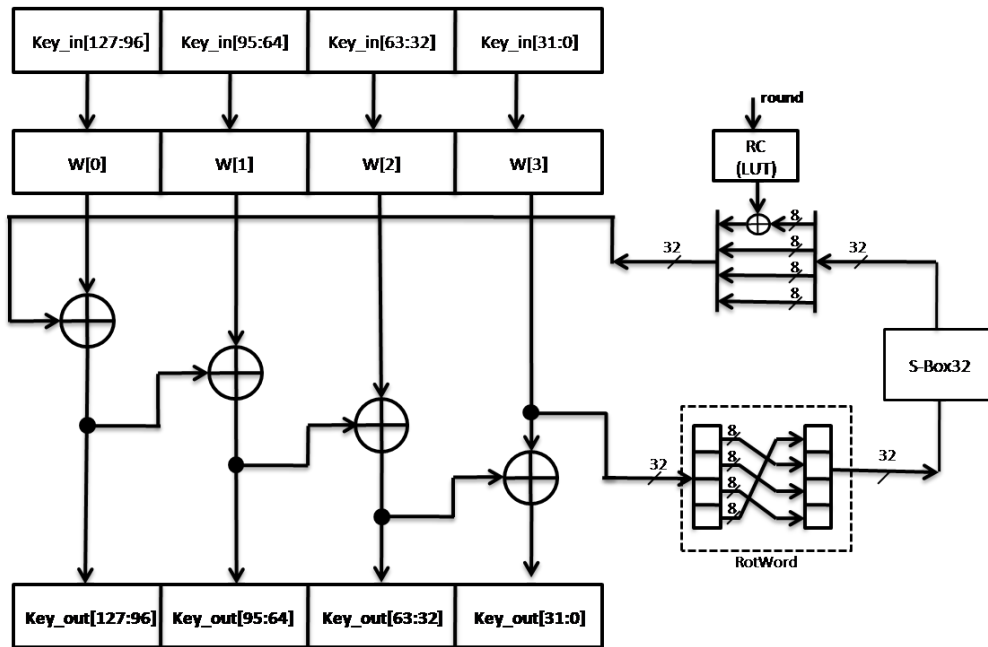 Key_in[127:96] Key_in[95:64] Key_in[63:32] Key_in[31:0]
round
W[0] W[1] W[2] W[3]
RC
(LUT)
8
8
8
8
32
32
S-Box32
8
8
8
8
32
32
RotWord
Key_out[127:96] Key_out[95:64] Key_out[63:32] Key_out[31:0]